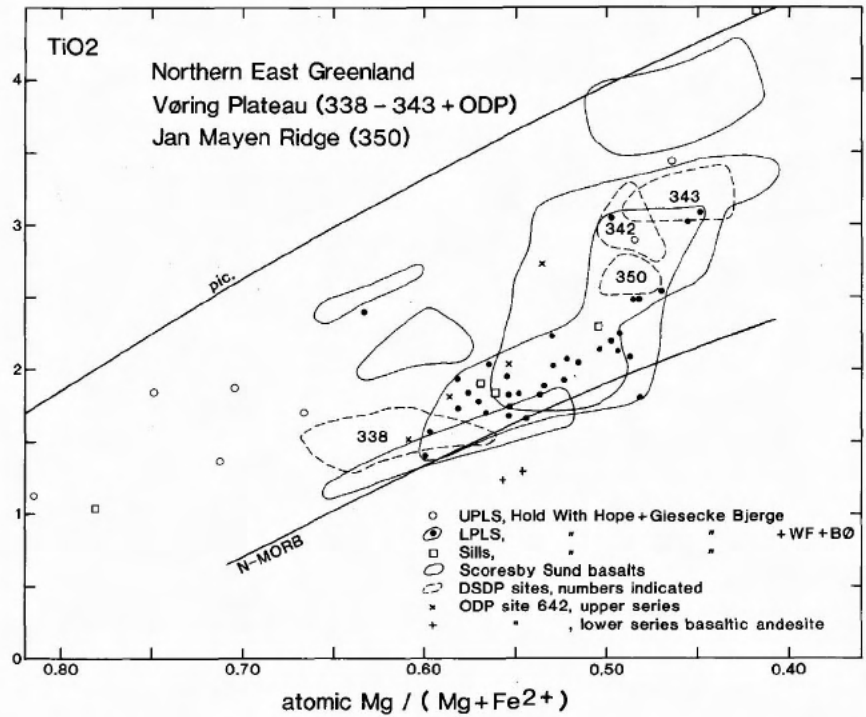 TiO2
Northern East Greenland
Vøring Plateau (338 – 343 + ODP)
Jan Mayen Ridge (350)
4
3
2
1
0
pic.
343
342
350
338
N-MORB
UPLS, Hold With Hope + Giesecke Bjerge
LPLS, " " + WF + BØ
Sills, " "
Scoresby Sund basalts
DSDP sites, numbers indicated
ODP site 642, upper series
" , lower series basaltic andesite
0.80 0.70 0.60 0,50 0.40
atomic Mg / ( Mg+Fe2+)